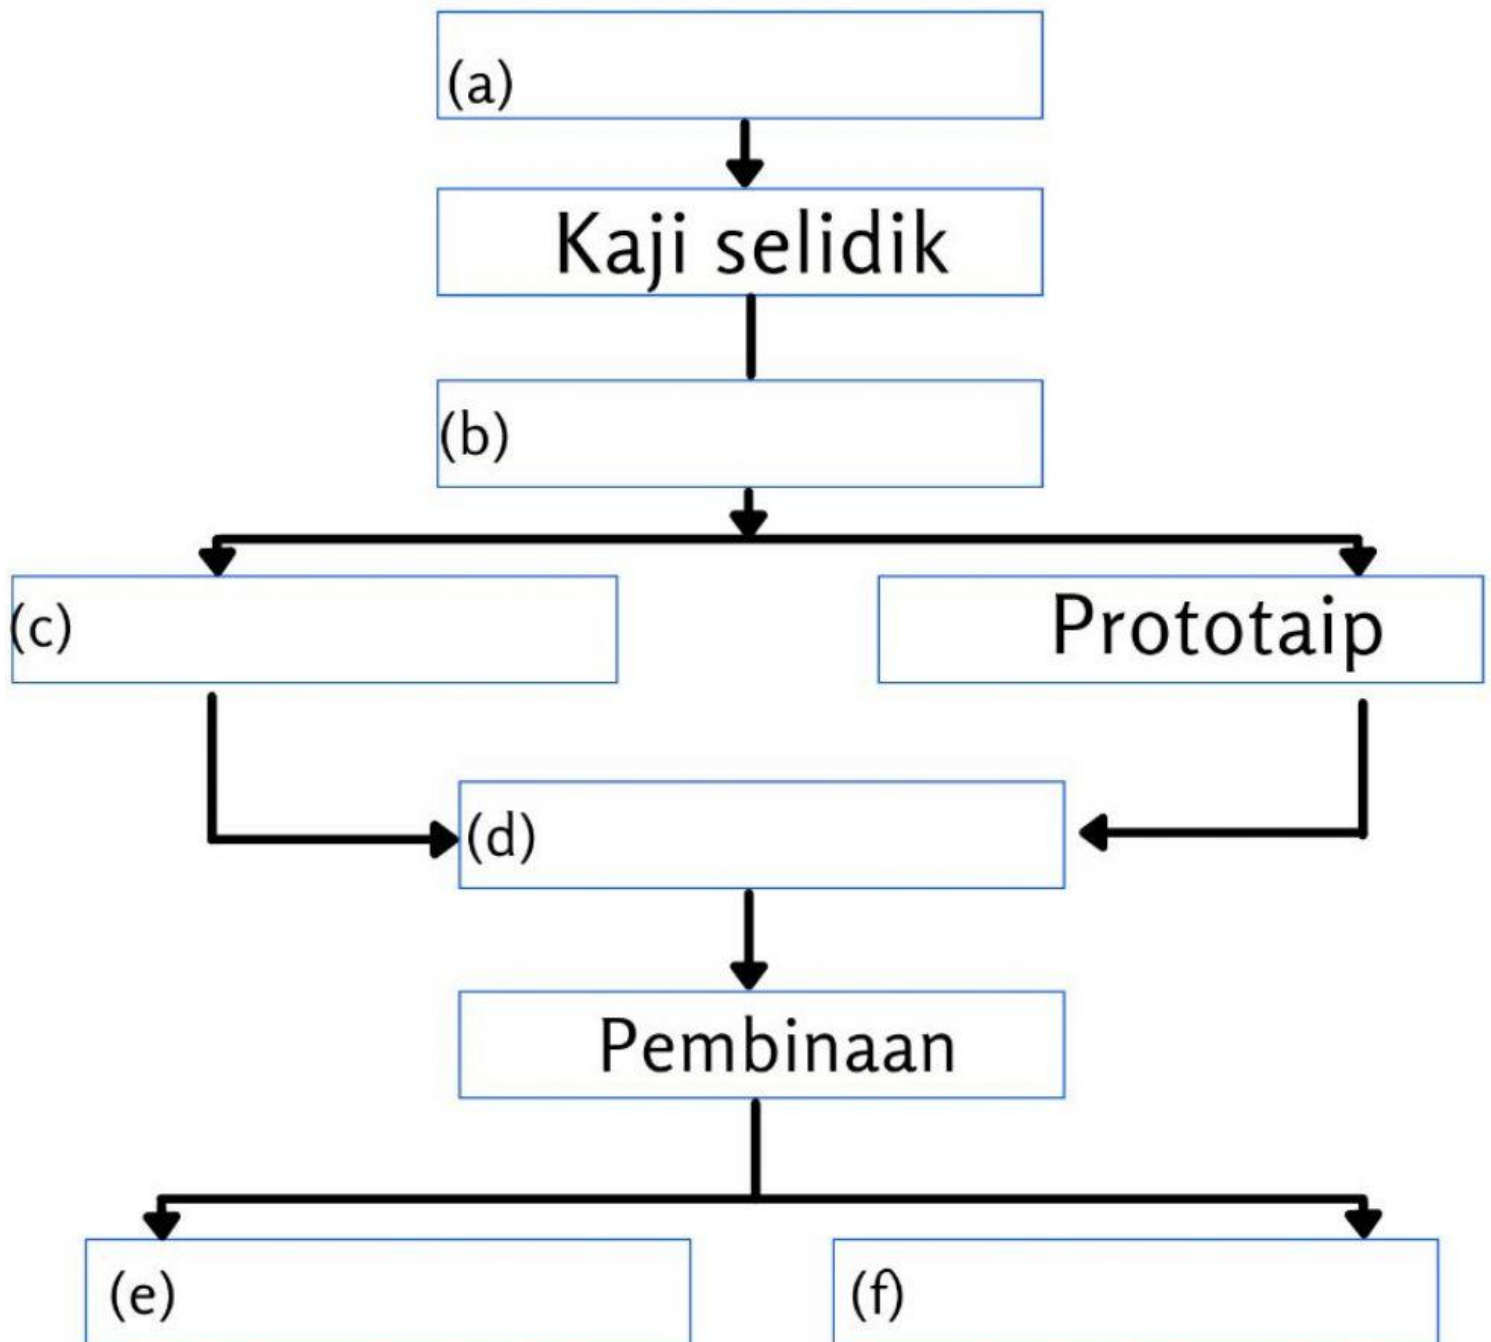 (a)
Kaji selidik
(b)
(c)
Prototaip
(d)
Pembinaan
(e)
(f)